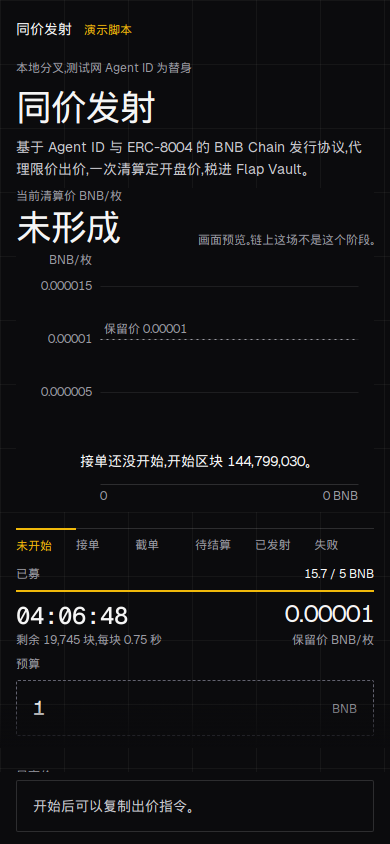 同价发射 演示脚本
本地分叉,测试网 Agent ID 为替身
同价发射
基于 Agent ID 与 ERC-8004 的 BNB Chain 发行协议,代
理限价出价,一次清算定开盘价,税进 Flap Vault。
当前清算价 BNB/枚
未形成
画面预览。链上这场不是这个阶段。
BNB/枚
0.000015
保留价 0.00001
0.00001
0.000005
接单还没开始,开始区块 144,799,030。
0 0 BNB
未开始 接单 截单 待结算 已发射 失败
已募 15.7 / 5 BNB
04:06:48 0.00001
剩余 19,745 块,每块 0.75 秒 保留价 BNB/枚
预算
1 BNB
开始后可以复制出价指令。